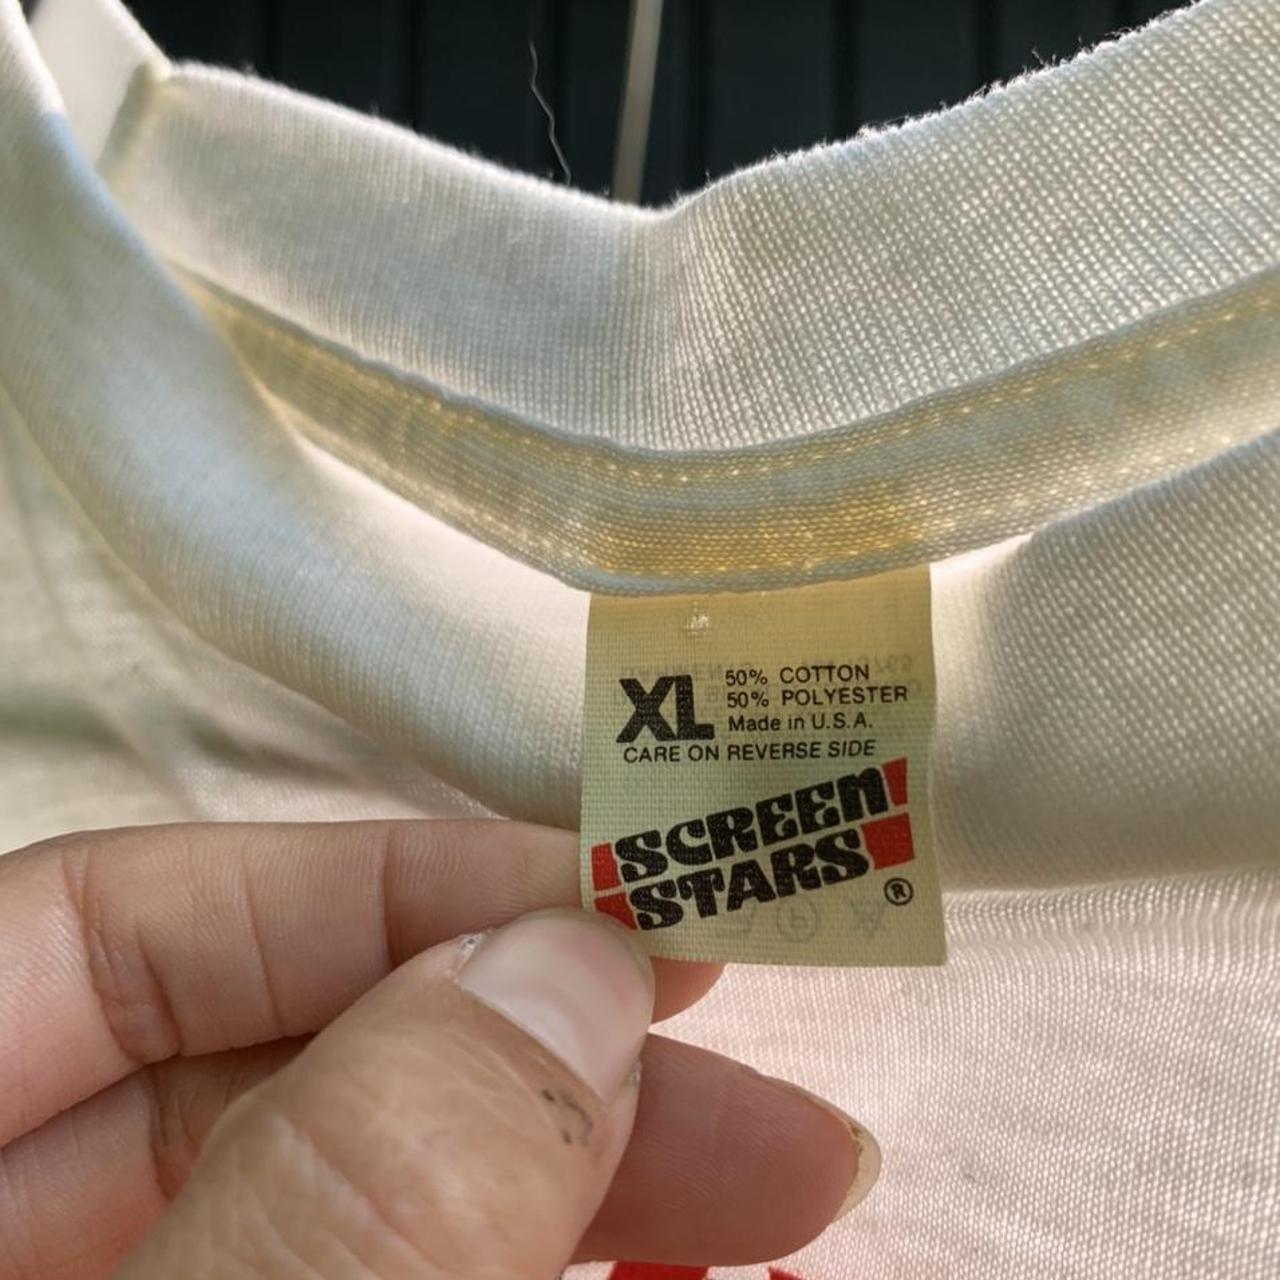 XL
50% COTTON
50% POLYESTER
Made in U.S.A.
CARE ON REVERSE SIDE
SCREEN
STARS
®